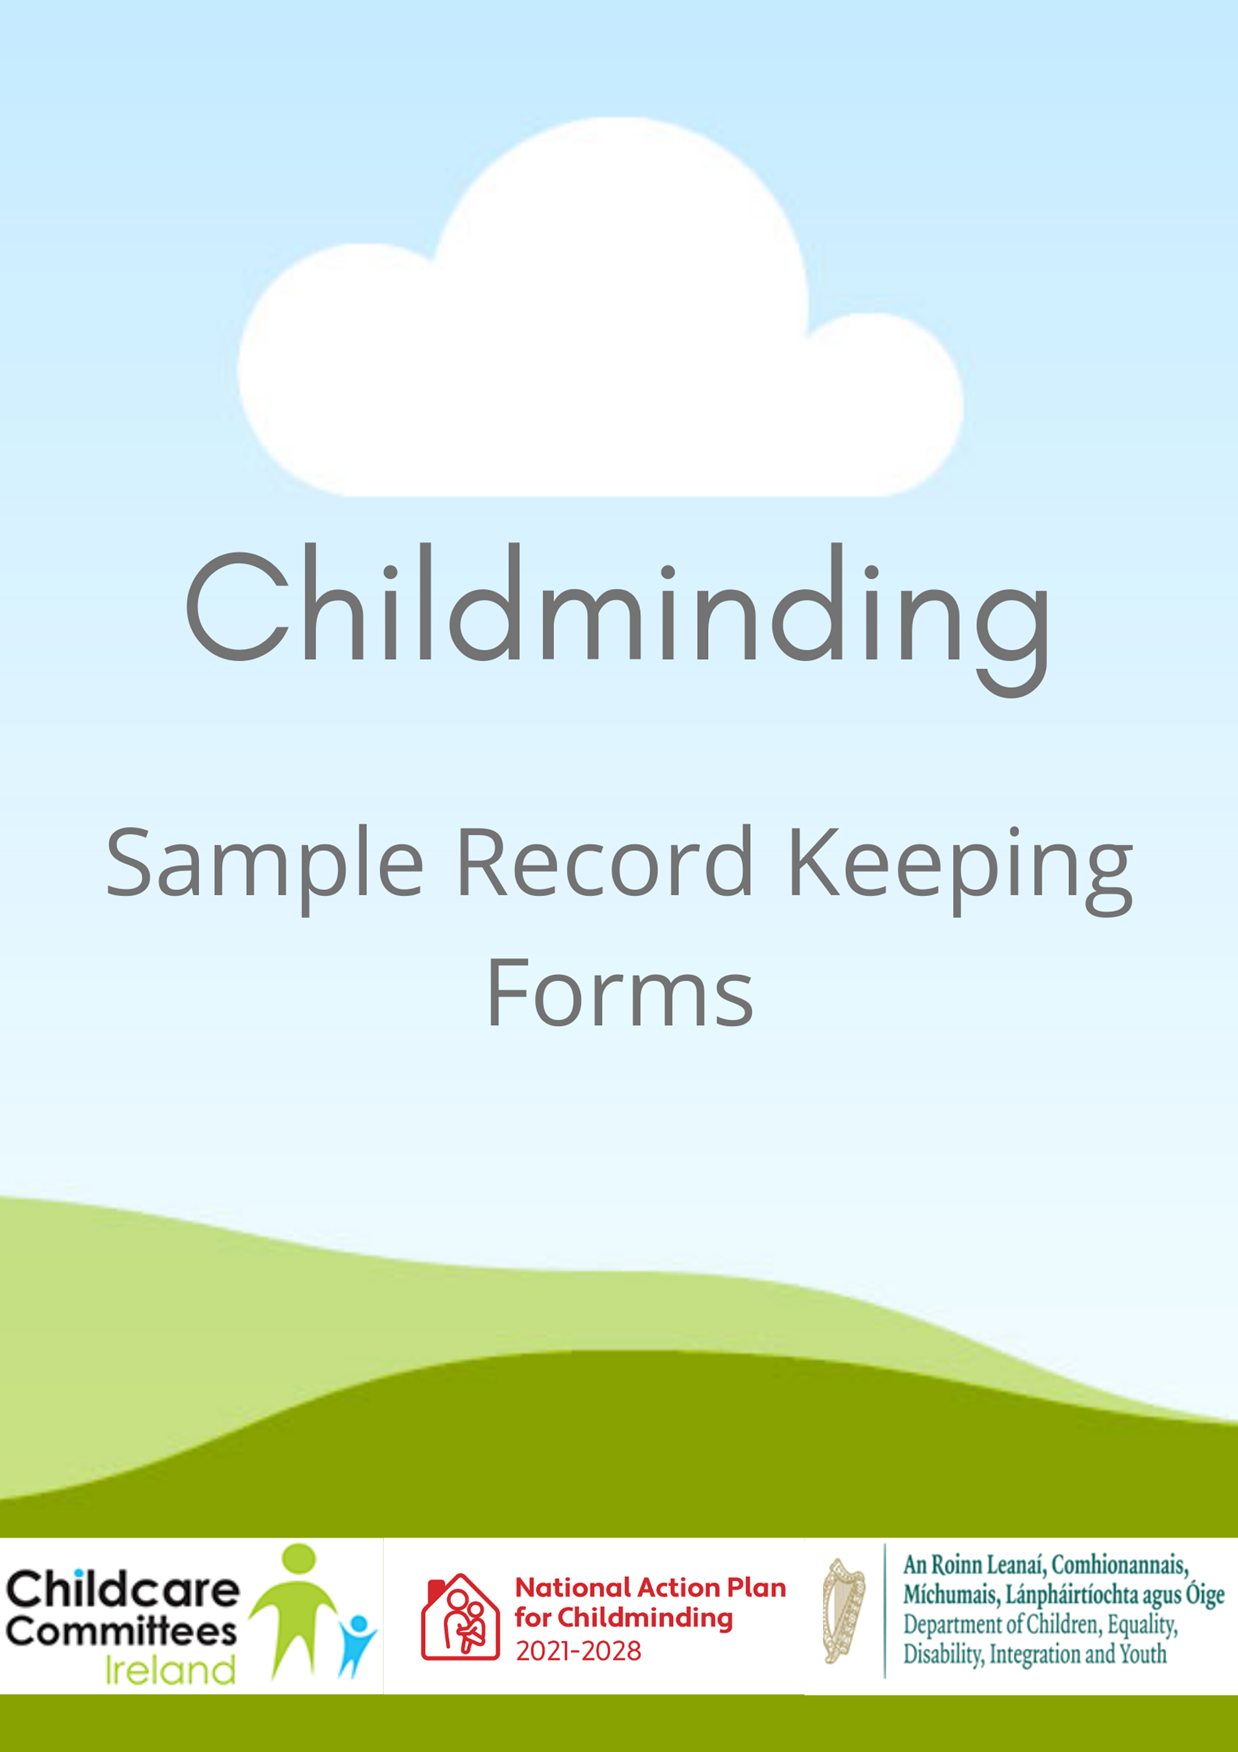 Childminding
Sample Record Keeping
Forms
Childcare
Committees
Ireland
National Action Plan
for Childminding
2021-2028
An Roinn Leanaí, Comhionannais,
Míchumais, Lánpháirtíochta agus Óige
Department of Children, Equality,
Disability, Integration and Youth